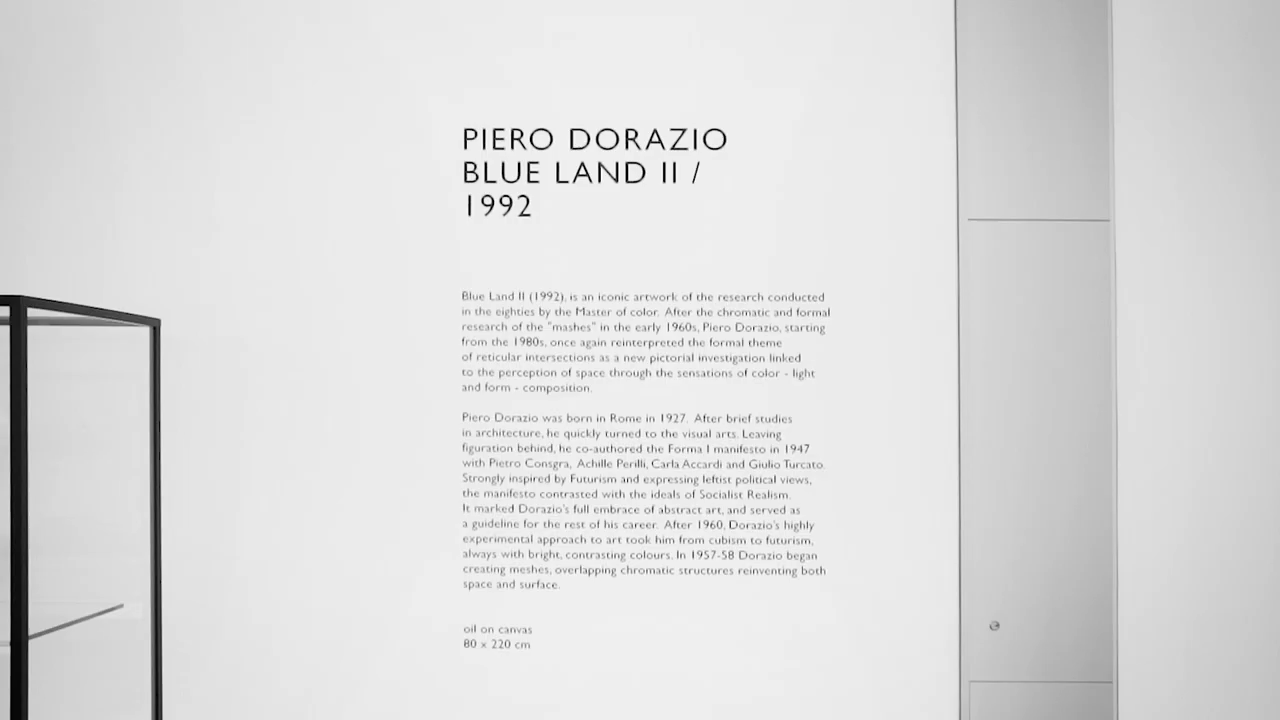 PIERO DORAZIO
BLUE LAND II /
1992
Blue Land II (1992), is an iconic artwork of the research conducted
in the eighties by the Master of color. After the chromatic and formal
research of the "mashes" in the early 1960s, Piero Dorazio, starting
from the 1980s, once again reinterpreted the formal theme
of reticular intersections as a new pictorial investigation linked
to the perception of space through the sensations of color - light
and form - composition.
Piero Dorazio was born in Rome in 1927. After brief studies
in architecture, he quickly turned to the visual arts. Leaving
figuration behind, he co-authored the Forma I manifesto in 1947
with Pietro Consgra, Achille Perilli, Carla Accardi and Giulio Turcato.
Strongly inspired by Futurism and expressing leftist political views,
the manifesto contrasted with the ideals of Socialist Realism.
It marked Dorazio's full embrace of abstract art, and served as
a guideline for the rest of his career. After 1960, Dorazio's highly
experimental approach to art took him from cubism to futurism,
always with bright, contrasting colours. In 1957-58 Dorazio began
creating meshes, overlapping chromatic structures reinventing both
space and surface.
oil on canvas
80 x 220 cm